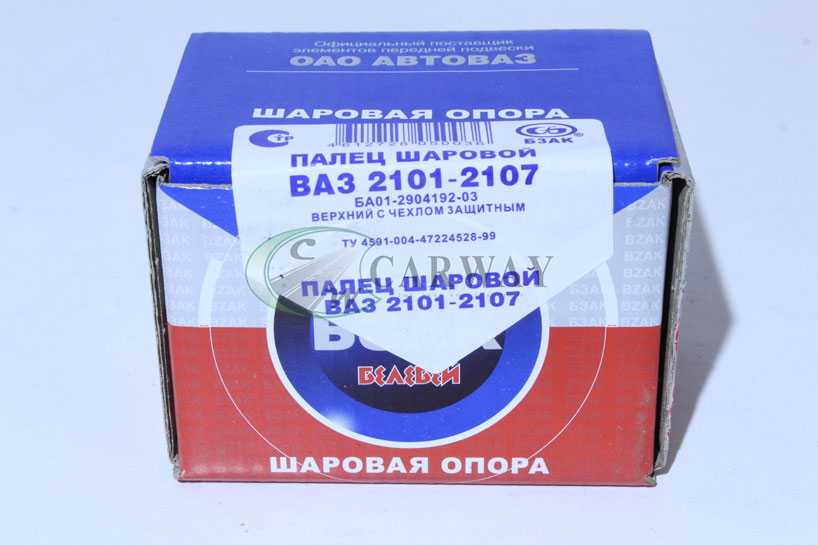 Официальный поставщик
элементов передней подвески
ОАО АВТОВАЗ
ШАРОВАЯ ОПОРА
БЗАК
ПАЛЕЦ ШАРОВОЙ
ВАЗ 2101-2107
БА01-2904192-03
ВЕРХНИЙ С ЧЕХЛОМ ЗАЩИТНЫМ
ТУ 4591-004-47224528-99
CARWAY
ПАЛЕЦ ШАРОВОЙ
ВАЗ 2101-2107
БЕЛЕБЕЙ
ШАРОВАЯ ОПОРА